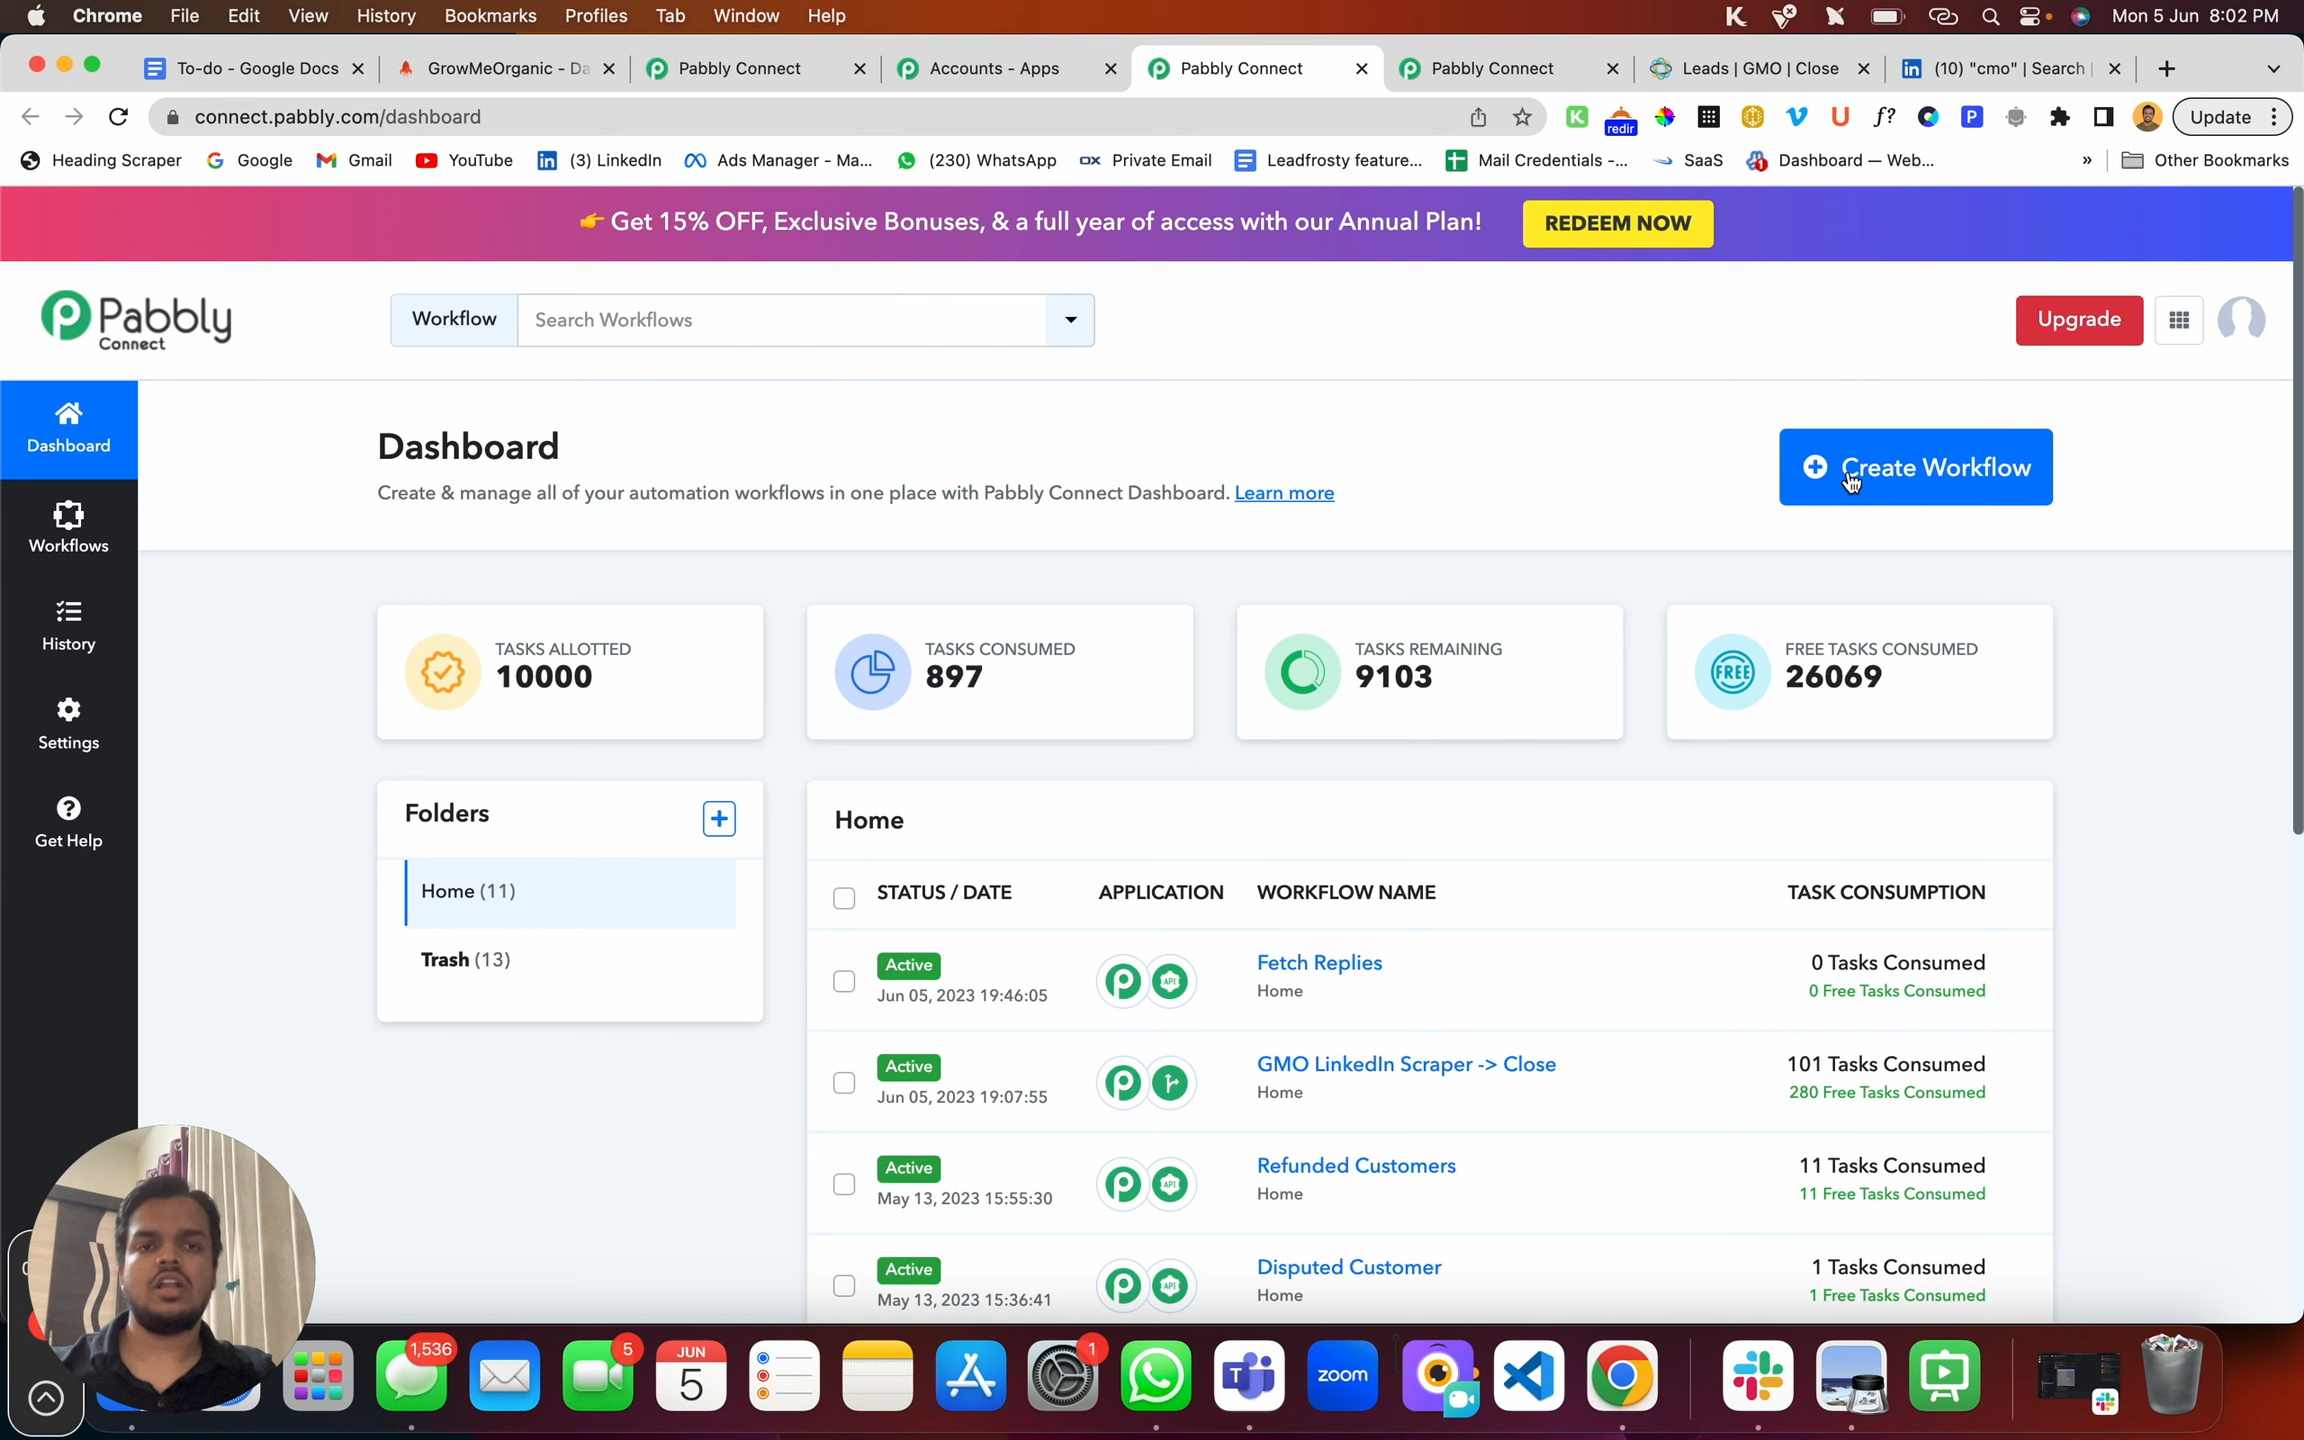 Chrome File Edit View History Bookmarks Profiles Tab Window Help Mon 5 Jun 8:02 PM
To-do - Google Docs GrowMeOrganic - Da Pabbly Connect Accounts - Apps Pabbly Connect Pabbly Connect Leads | GMO | Close (10) "cmo" | Search |
connect.pabbly.com/dashboard redir Update
Heading Scraper Google Gmail YouTube (3) LinkedIn Ads Manager - Ma... (230) WhatsApp Private Email Leadfrosty feature... Mail Credentials -... SaaS Dashboard — Web... » Other Bookmarks
👉 Get 15% OFF, Exclusive Bonuses, & a full year of access with our Annual Plan! REDEEM NOW
Pabbly
Connect
Workflow Search Workflows
Upgrade
Dashboard
Workflows
History
Settings
Get Help
Dashboard
Create & manage all of your automation workflows in one place with Pabbly Connect Dashboard. Learn more
Create Workflow
TASKS ALLOTTED
10000
TASKS CONSUMED
897
TASKS REMAINING
9103
FREE
FREE TASKS CONSUMED
26069
Folders
Home (11)
Trash (13)
Home
STATUS / DATE APPLICATION WORKFLOW NAME TASK CONSUMPTION
Active API Fetch Replies 0 Tasks Consumed
Jun 05, 2023 19:46:05 Home 0 Free Tasks Consumed
Active GMO LinkedIn Scraper -> Close 101 Tasks Consumed
Jun 05, 2023 19:07:55 Home 280 Free Tasks Consumed
Active API Refunded Customers 11 Tasks Consumed
May 13, 2023 15:55:30 Home 11 Free Tasks Consumed
Active API Disputed Customer 1 Tasks Consumed
May 13, 2023 15:36:41 Home 1 Free Tasks Consumed
1,536 5 JUN 1
5 zoom